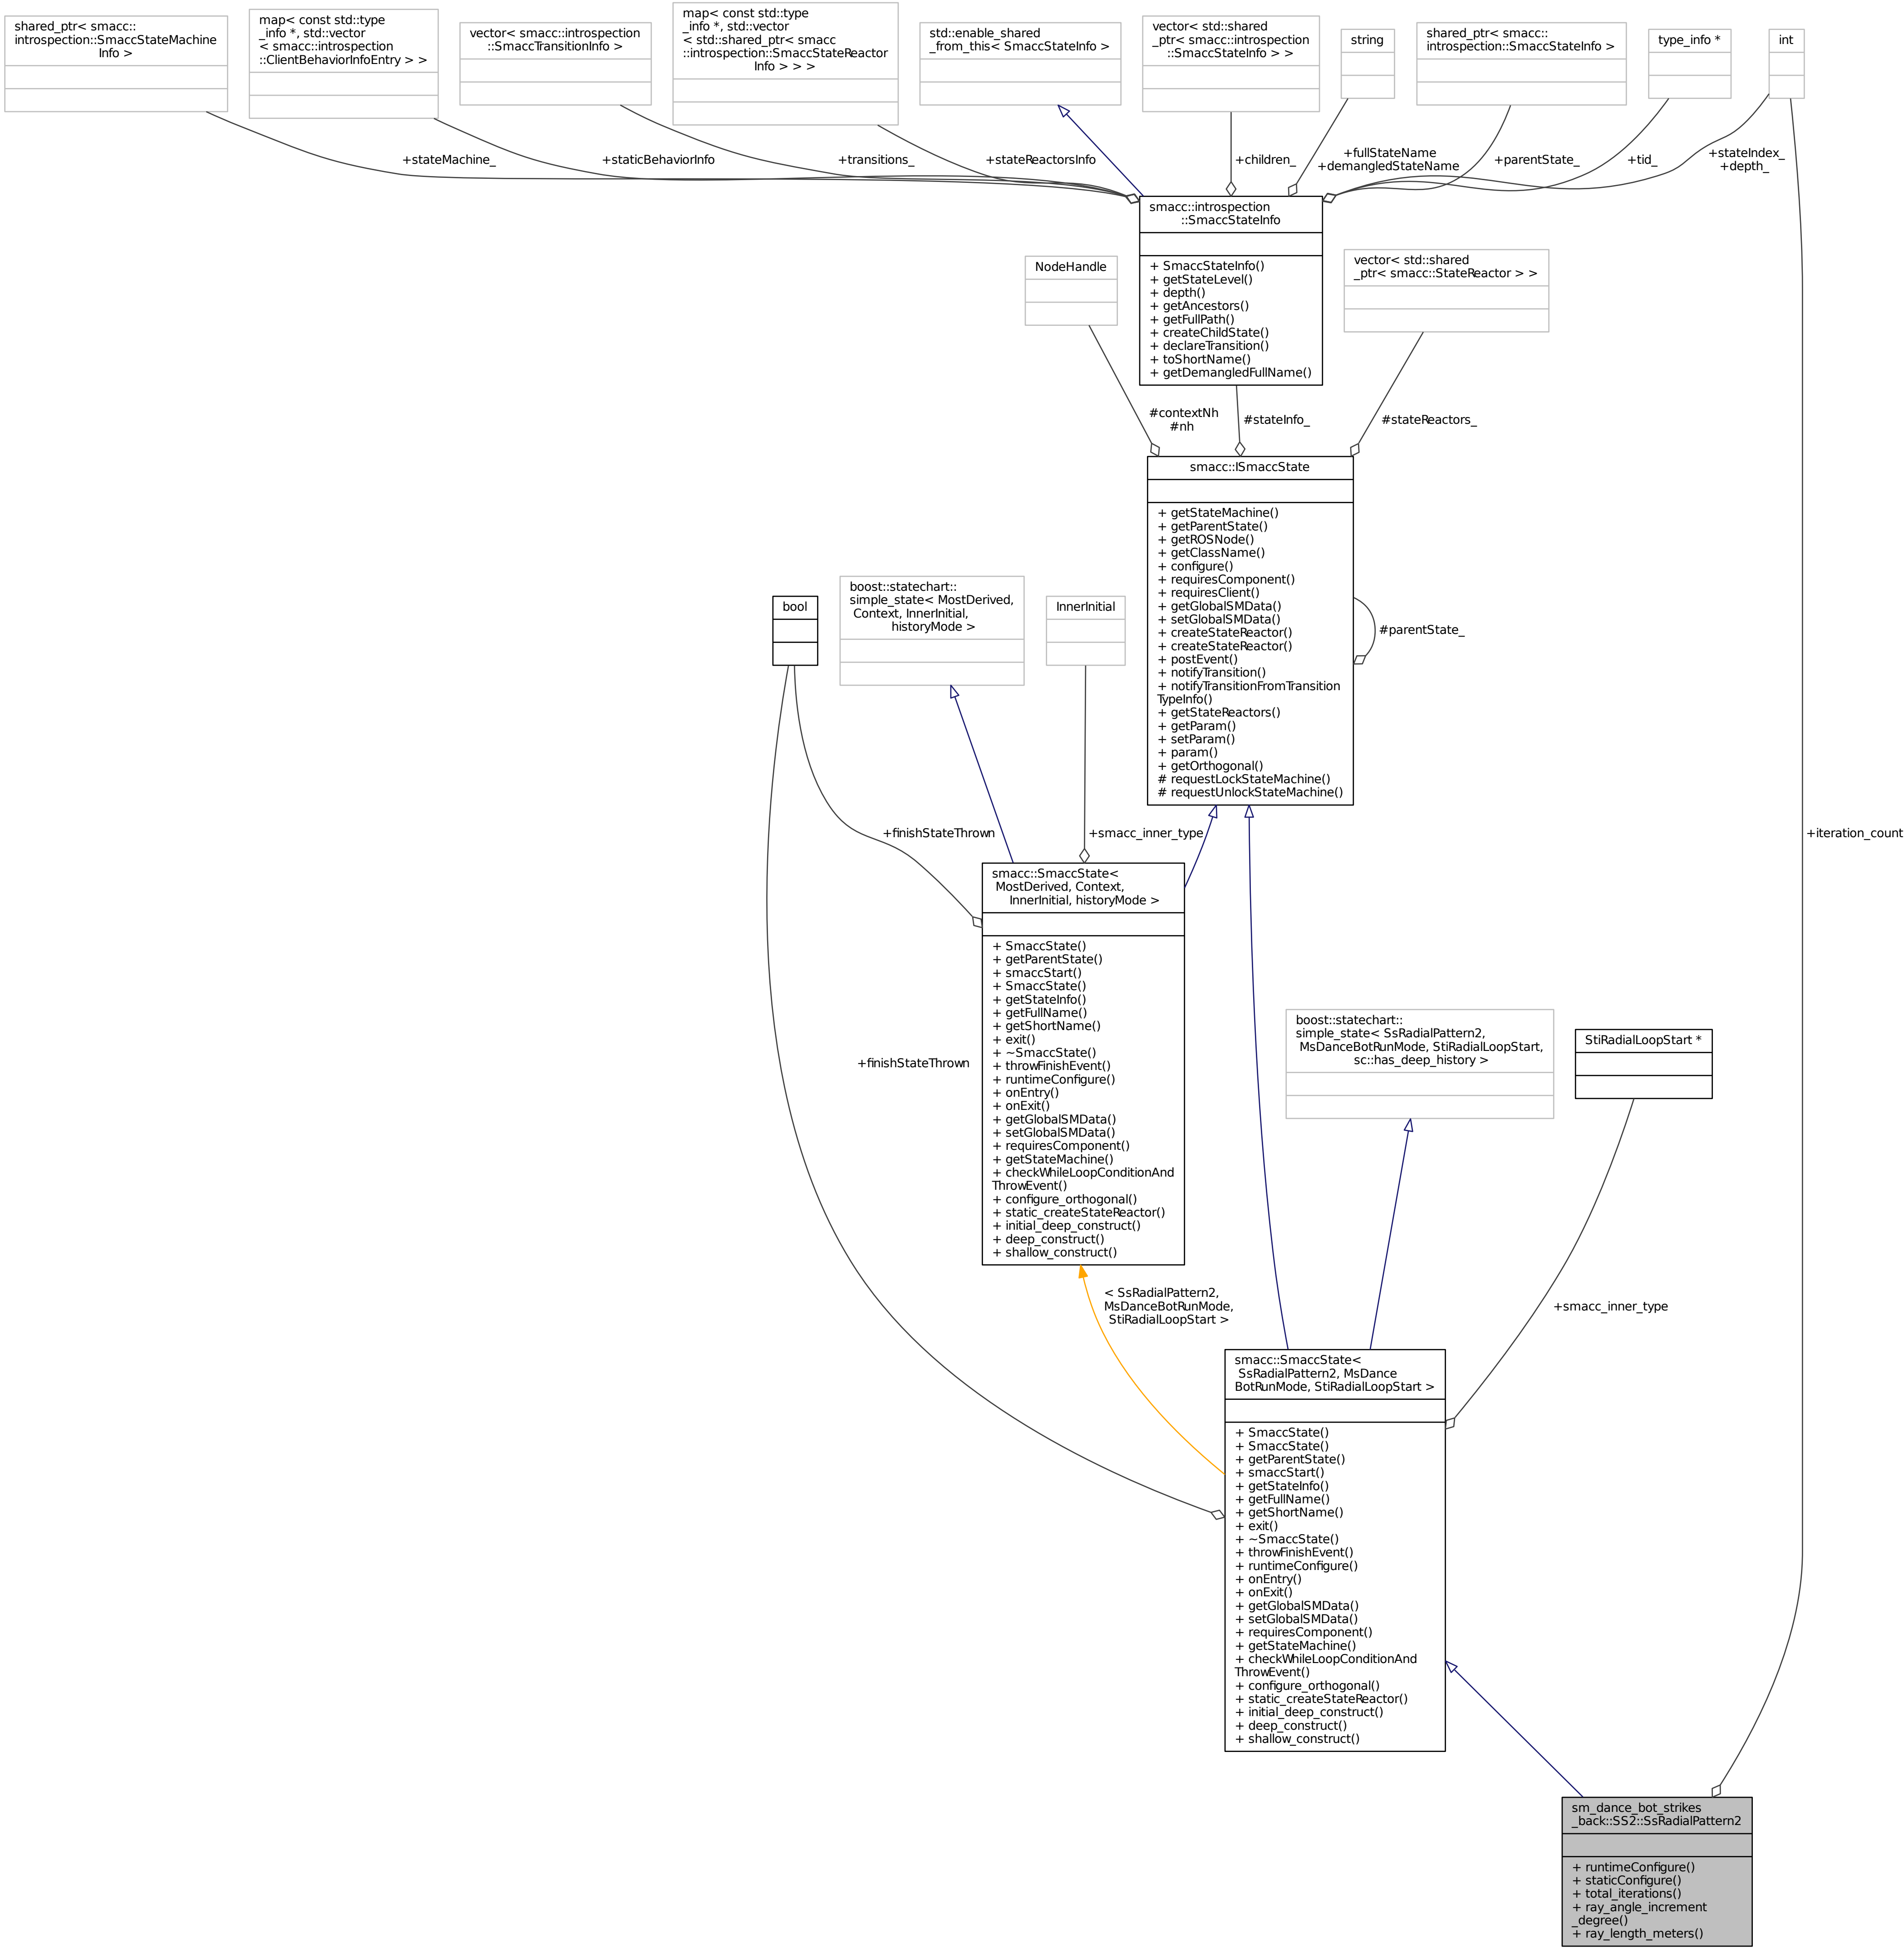 shared_ptr< smacc::
introspection::SmaccStateMachine
Info >
map< const std::type
_info *, std::vector
< smacc::introspection
::ClientBehaviorInfoEntry > >
vector< smacc::introspection
::SmaccTransitionInfo >
map< const std::type
_info *, std::vector
< std::shared_ptr< smacc
::introspection::SmaccStateReactor
Info > > >
std::enable_shared
_from_this< SmaccStateInfo >
vector< std::shared
_ptr< smacc::introspection
::SmaccStateInfo > >
string
shared_ptr< smacc::
introspection::SmaccStateInfo >
type_info *
int
+stateMachine_
+staticBehaviorInfo
+transitions_
+stateReactorsInfo
+children_
+fullStateName
+demangledStateName
+parentState_
+tid_
+stateIndex_
+depth_
smacc::introspection
::SmaccStateInfo
+ SmaccStateInfo()
+ getStateLevel()
+ depth()
+ getAncestors()
+ getFullPath()
+ createChildState()
+ declareTransition()
+ toShortName()
+ getDemangledFullName()
NodeHandle
vector< std::shared
_ptr< smacc::StateReactor > >
#contextNh
#nh
#stateInfo_
#stateReactors_
smacc::ISmaccState
+ getStateMachine()
+ getParentState()
+ getROSNode()
+ getClassName()
+ configure()
+ requiresComponent()
+ requiresClient()
+ getGlobalSMData()
+ setGlobalSMData()
+ createStateReactor()
+ createStateReactor()
+ postEvent()
+ notifyTransition()
+ notifyTransitionFromTransition
TypeInfo()
+ getStateReactors()
+ getParam()
+ setParam()
+ param()
+ getOrthogonal()
# requestLockStateMachine()
# requestUnlockStateMachine()
#parentState_
bool
boost::statechart::
simple_state< MostDerived,
Context, InnerInitial,
historyMode >
InnerInitial
+finishStateThrown
+smacc_inner_type
+iteration_count
smacc::SmaccState<
MostDerived, Context,
InnerInitial, historyMode >
+ SmaccState()
+ getParentState()
+ smaccStart()
+ SmaccState()
+ getStateInfo()
+ getFullName()
+ getShortName()
+ exit()
+ ~SmaccState()
+ throwFinishEvent()
+ runtimeConfigure()
+ onEntry()
+ onExit()
+ getGlobalSMData()
+ setGlobalSMData()
+ requiresComponent()
+ getStateMachine()
+ checkWhileLoopConditionAnd
ThrowEvent()
+ configure_orthogonal()
+ static_createStateReactor()
+ initial_deep_construct()
+ deep_construct()
+ shallow_construct()
+finishStateThrown
boost::statechart::
simple_state< SsRadialPattern2,
MsDanceBotRunMode, StiRadialLoopStart,
sc::has_deep_history >
StiRadialLoopStart *
< SsRadialPattern2,
MsDanceBotRunMode,
StiRadialLoopStart >
+smacc_inner_type
smacc::SmaccState<
SsRadialPattern2, MsDance
BotRunMode, StiRadialLoopStart >
+ SmaccState()
+ SmaccState()
+ getParentState()
+ smaccStart()
+ getStateInfo()
+ getFullName()
+ getShortName()
+ exit()
+ ~SmaccState()
+ throwFinishEvent()
+ runtimeConfigure()
+ onEntry()
+ onExit()
+ getGlobalSMData()
+ setGlobalSMData()
+ requiresComponent()
+ getStateMachine()
+ checkWhileLoopConditionAnd
ThrowEvent()
+ configure_orthogonal()
+ static_createStateReactor()
+ initial_deep_construct()
+ deep_construct()
+ shallow_construct()
sm_dance_bot_strikes
_back::SS2::SsRadialPattern2
+ runtimeConfigure()
+ staticConfigure()
+ total_iterations()
+ ray_angle_increment
_degree()
+ ray_length_meters()